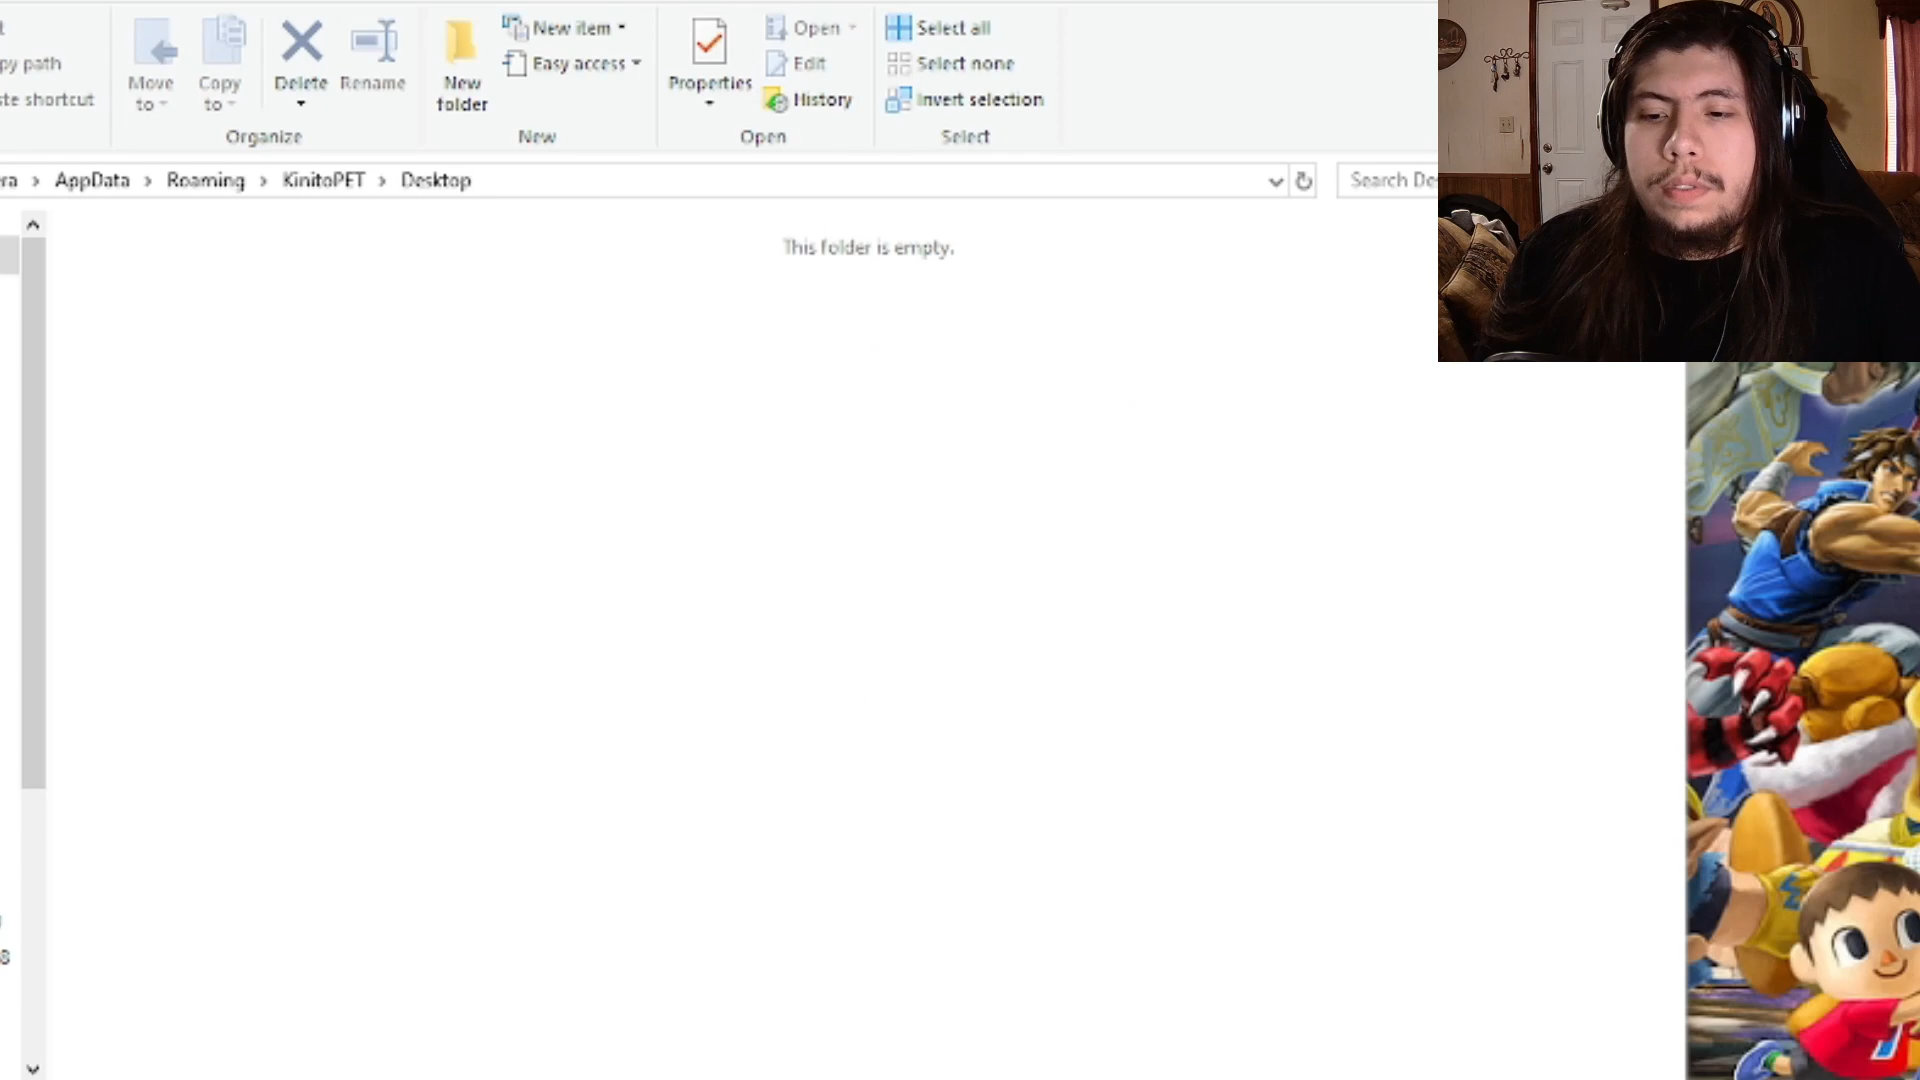 py path
ste shortcut
Move to
Copy to
Delete
Rename
Organize
New folder
New item
Easy access
New
Properties
Open
Edit
History
Open
Select all
Select none
Invert selection
Select
ra > AppData > Roaming > KinitoPET > Desktop
Search De
This folder is empty.
8